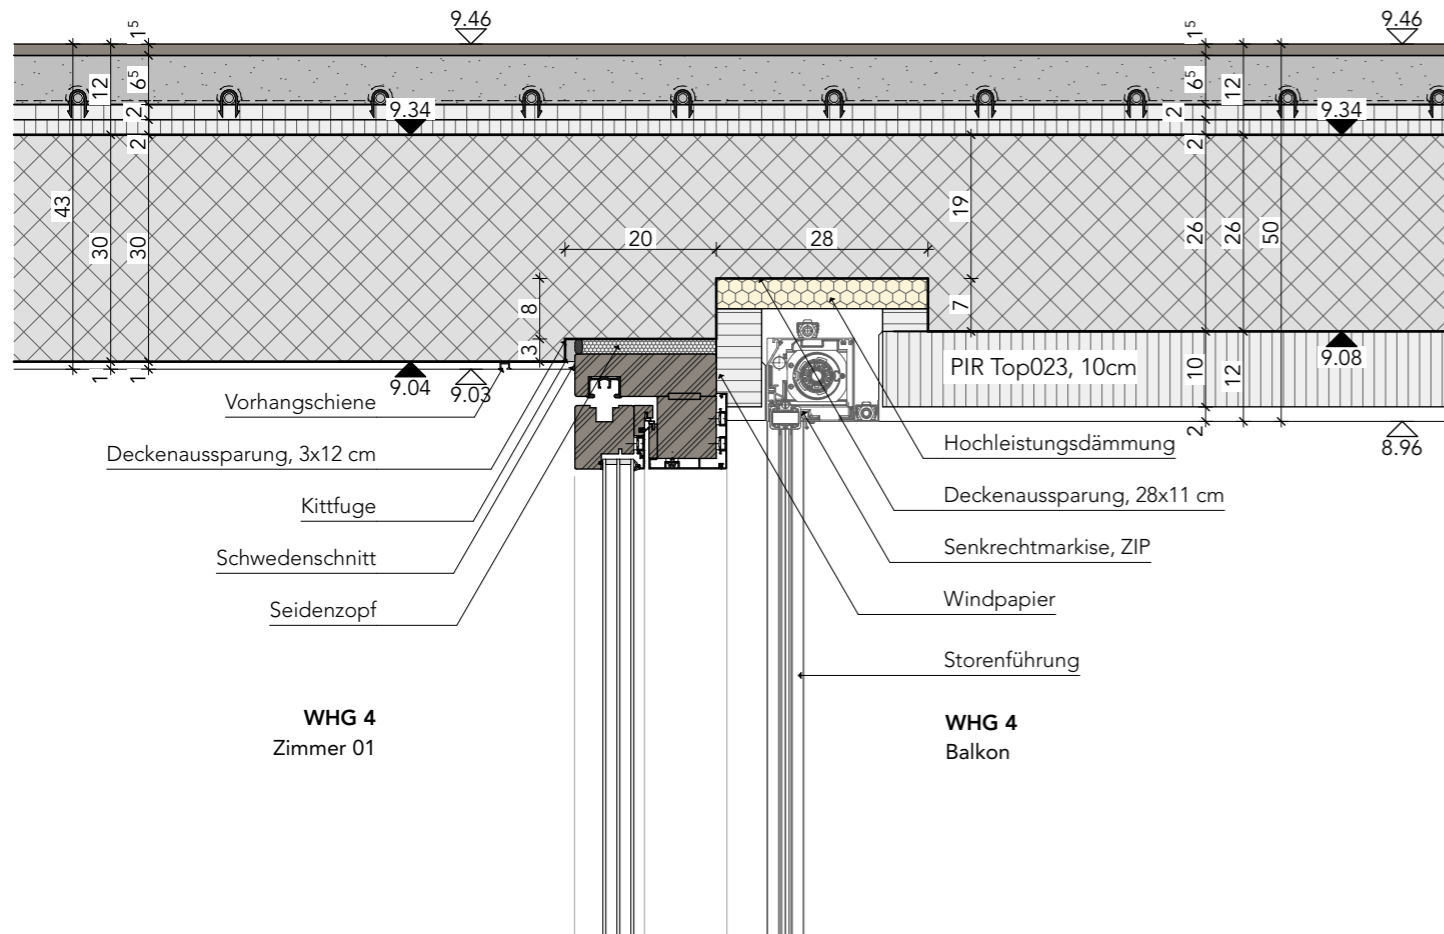 9.46
9.46
1⁵
1⁵
12
6⁵
6⁵
12
9.34
9.34
2
2
2
2
43
30
30
20
28
19
26
26
50
8
7
3
1
1
9.04
9.03
PIR Top023, 10cm
10
12
9.08
2
8.96
Vorhangschiene
Deckenaussparung, 3x12 cm
Kittfuge
Schwedenschnitt
Seidenzopf
Hochleistungsdämmung
Deckenaussparung, 28x11 cm
Senkrechtmarkise, ZIP
Windpapier
Storenführung
WHG 4
Zimmer 01
WHG 4
Balkon